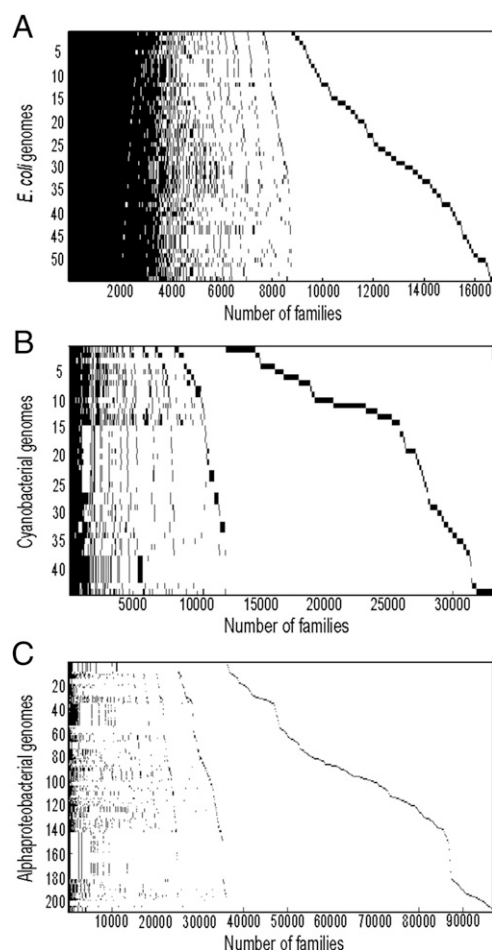 A
5
10
15
20
25
30
35
40
45
50
E. coli genomes
2000 4000 6000 8000 10000 12000 14000 16000
Number of families
B
5
10
15
20
25
30
35
40
Cyanobacterial genomes
5000 10000 15000 20000 25000 30000
Number of families
C
20
40
60
80
100
120
140
160
180
200
Alphaproteobacterial genomes
10000 20000 30000 40000 50000 60000 70000 80000 90000
Number of families